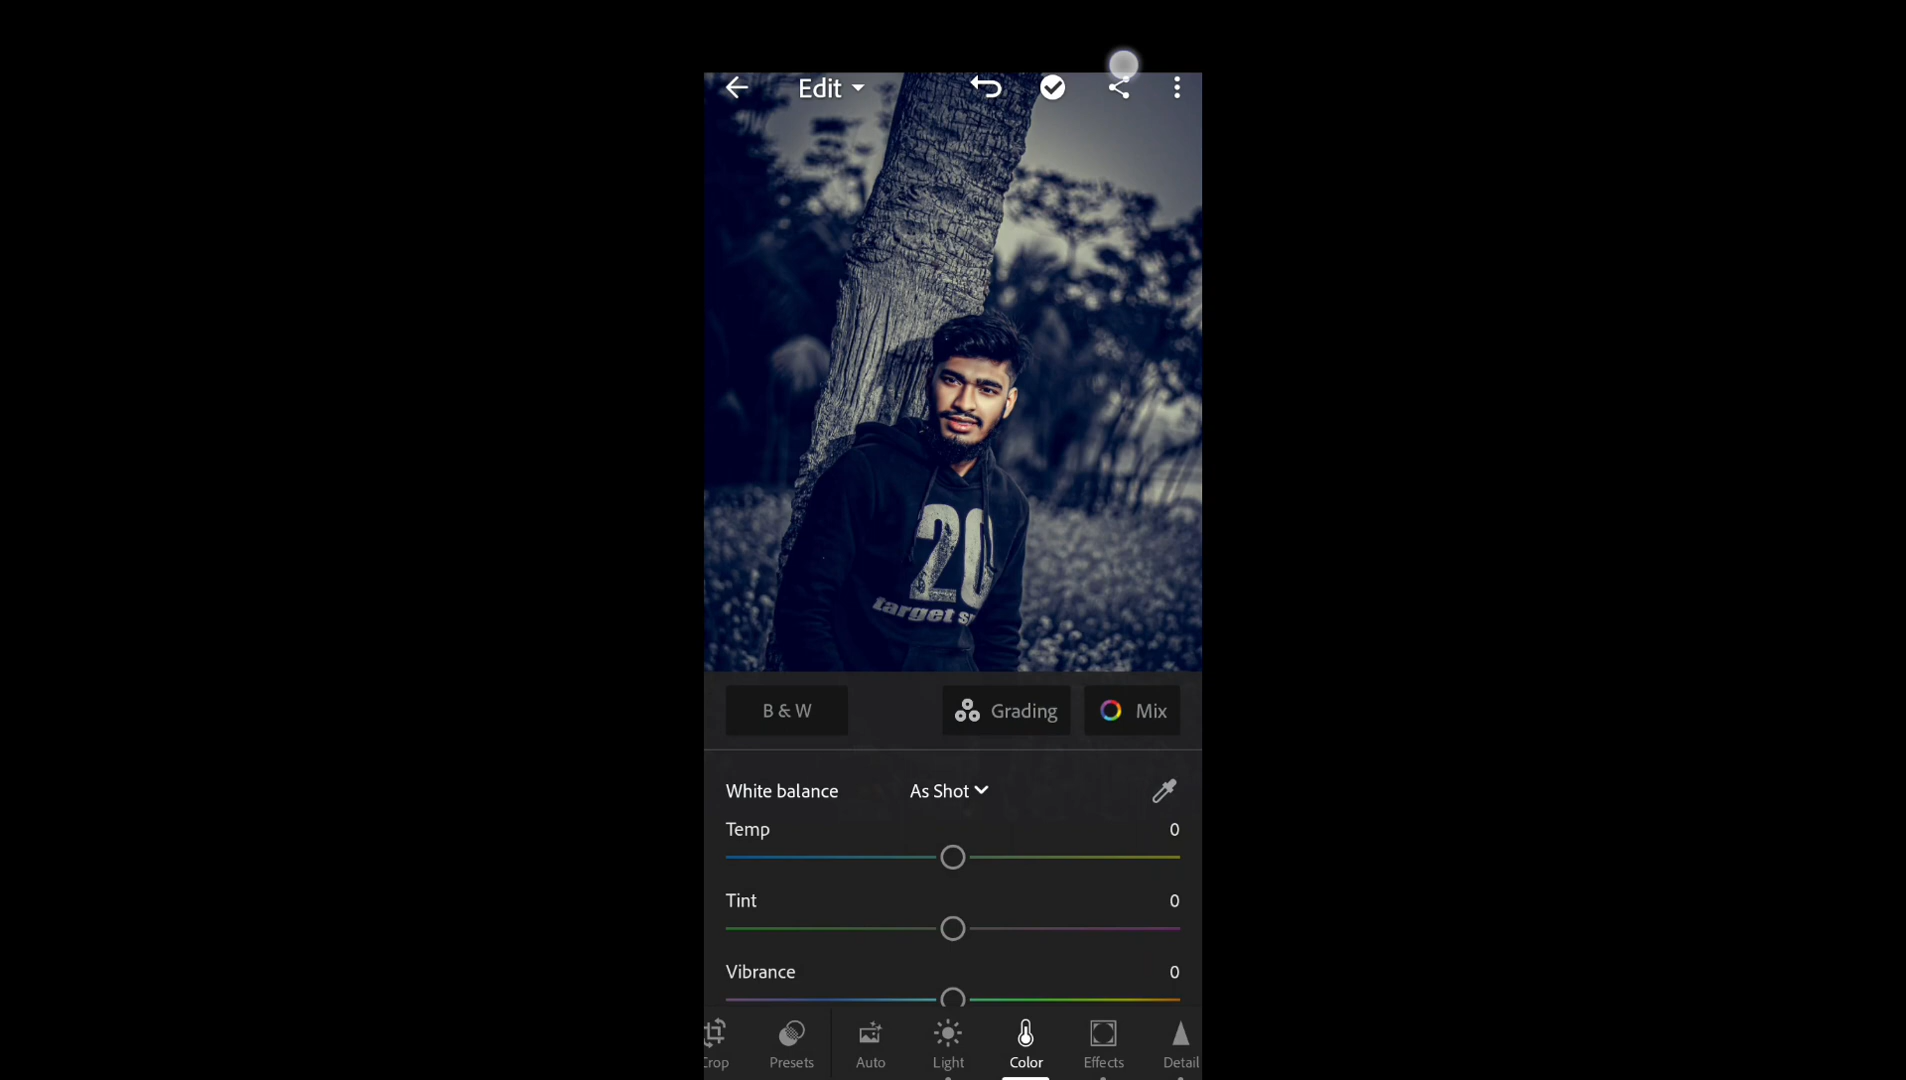 Edit
20
target
B & W
Grading
Mix
White balance As Shot
Temp 0
Tint 0
Vibrance 0
Crop Presets Auto Light Color Effects Detail